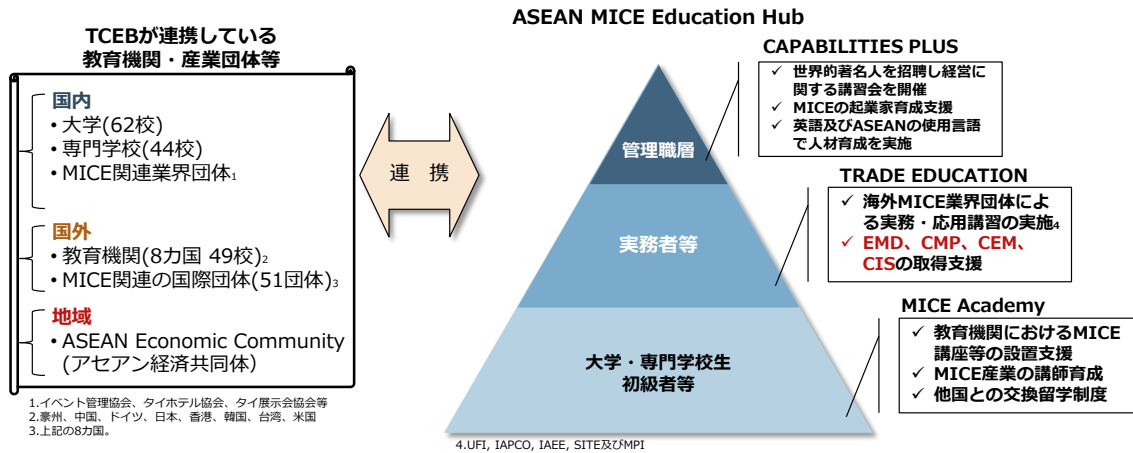 ASEAN MICE Education Hub
TCEBが連携している
教育機関・産業団体等
国内
• 大学(62校)
• 専門学校(44校)
• MICE関連業界団体1
国外
• 教育機関(8カ国 49校)2
• MICE関連の国際団体(51団体)3
地域
• ASEAN Economic Community
(アセアン経済共同体)
1.イベント管理協会、タイホテル協会、タイ展示会協会等
2.豪州、中国、ドイツ、日本、香港、韓国、台湾、米国
3.上記の8カ国。
連 携
管理職層
実務者等
大学・専門学校生
初級者等
CAPABILITIES PLUS
✓ 世界的著名人を招聘し経営に
関する講習会を開催
✓ MICEの起業家育成支援
✓ 英語及びASEANの使用言語
で人材育成を実施
TRADE EDUCATION
✓ 海外MICE業界団体によ
る実務・応用講習の実施4
✓ EMD、CMP、CEM、
CISの取得支援
MICE Academy
✓ 教育機関におけるMICE
講座等の設置支援
✓ MICE産業の講師育成
✓ 他国との交換留学制度
4.UFI, IAPCO, IAEE, SITE及びMPI